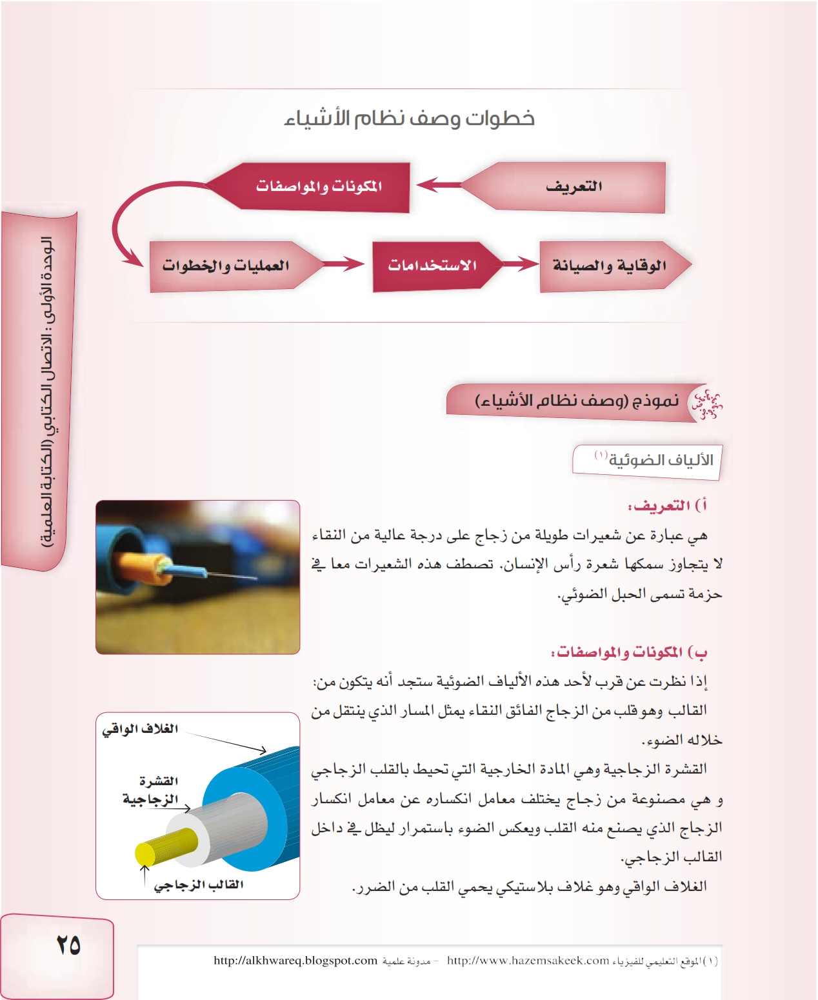 خطوات وصف نظام الأشياء
التعريف
المكونات والمواصفات
العمليات والخطوات
الاستخدامات
الوقاية والصيانة
الوحدة الأولى : الاتصال الكتابي (الكتابة العلمية)
نموذج (وصف نظام الأشياء)
الألياف الضوئية (١)
أ) التعريف:
هي عبارة عن شعيرات طويلة من زجاج على درجة عالية من النقاء
لا يتجاوز سمكها شعرة رأس الإنسان. تصطف هذه الشعيرات معا في
حزمة تسمى الحبل الضوئي.
ب) المكونات والمواصفات:
إذا نظرت عن قرب لأحد هذه الألياف الضوئية ستجد أنه يتكون من:
القالب وهو قلب من الزجاج الفائق النقاء يمثل المسار الذي ينتقل من
خلاله الضوء.
القشرة الزجاجية وهي المادة الخارجية التي تحيط بالقلب الزجاجي
و هي مصنوعة من زجاج يختلف معامل انكساره عن معامل انكسار
الزجاج الذي يصنع منه القلب ويعكس الضوء باستمرار ليظل في داخل
القالب الزجاجي.
الغلاف الواقي وهو غلاف بلاستيكي يحمي القلب من الضرر.
الغلاف الواقي
القشرة
الزجاجية
القالب الزجاجي
(١) الموقع التعليمي للفيزياء http://www.hazemsakeek.com – مدونة علمية http://alkhwareq.blogspot.com
٢٥